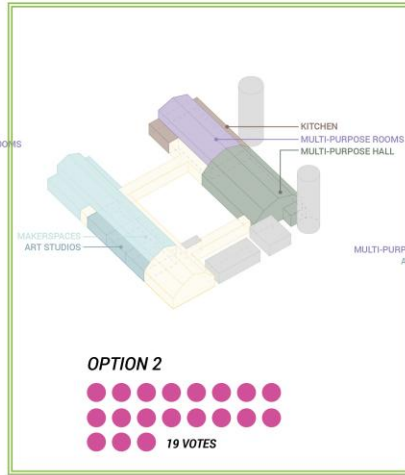 KITCHEN
OOMS
MULTI-PURPOSE ROOMS
MULTI-PURPOSE HALL
MAKERSPACES
ART STUDIOS
MULTI-PURP
A
OPTION 2
19 VOTES